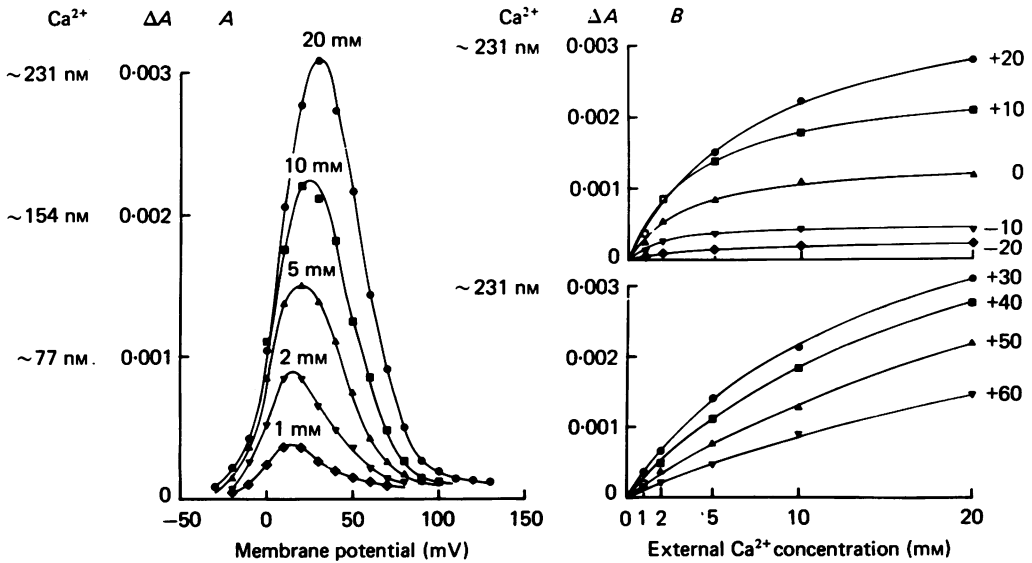 Ca²⁺ ΔA A
20 mM
~231 nM 0·003
10 mM
~154 nM 0·002
5 mM
~77 nM. 0·001
2 mM
1 mM
0
−50 0 50 100 150
Membrane potential (mV)
Ca²⁺ ΔA B
~231 nM 0·003
+20
0·002
+10
0·001
0
−10
0
−20
~231 nM 0·003
+30
+40
0·002
+50
0·001
+60
0
0 1 2 5 10 20
External Ca²⁺ concentration (mM)